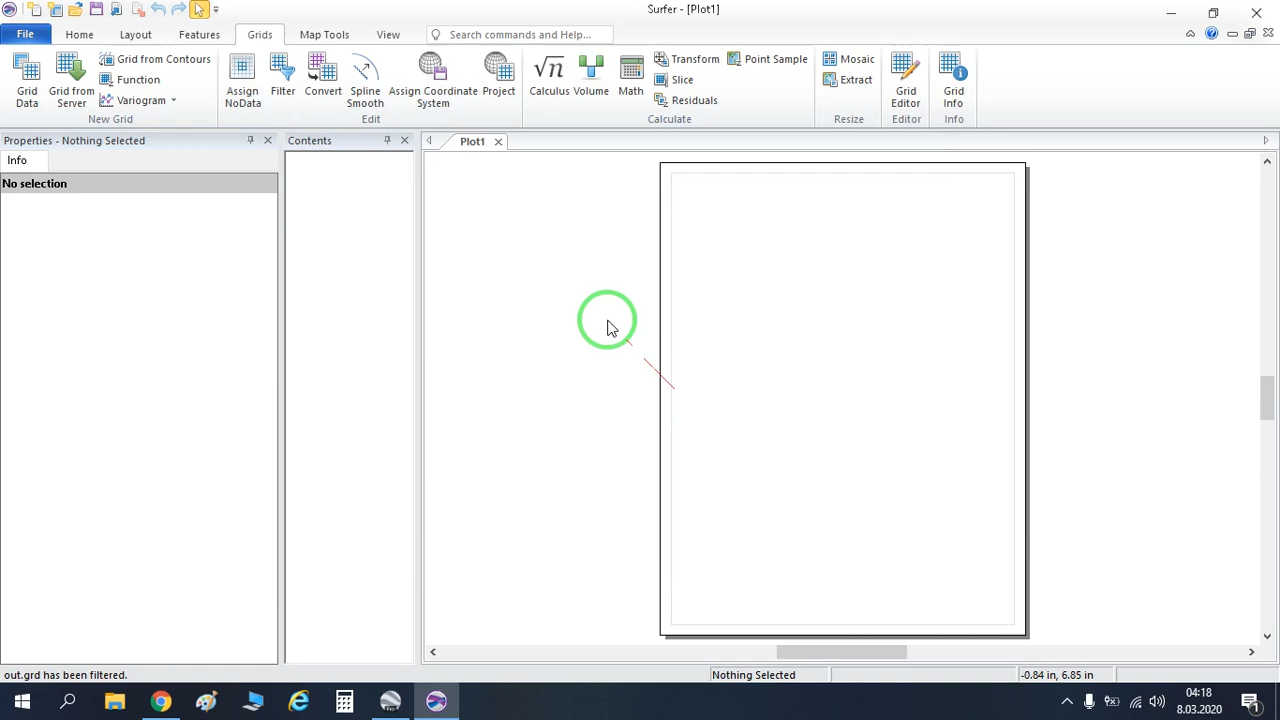 Surfer - [Plot1]
File Home Layout Features Grids Map Tools View Search commands and Help...
Grid Data
Grid from Server
Grid from Contours
Function
Variogram
New Grid
Assign NoData
Filter
Convert
Spline Smooth
Assign Coordinate System
Project
Edit
Calculus
Volume
Math
Transform
Slice
Residuals
Point Sample
Calculate
Mosaic
Extract
Resize
Grid Editor
Editor
Grid Info
Info
Properties - Nothing Selected
Info
No selection
Contents
Plot1
out.grd has been filtered.
Nothing Selected
-0.84 in, 6.85 in
04:18
8.03.2020
1